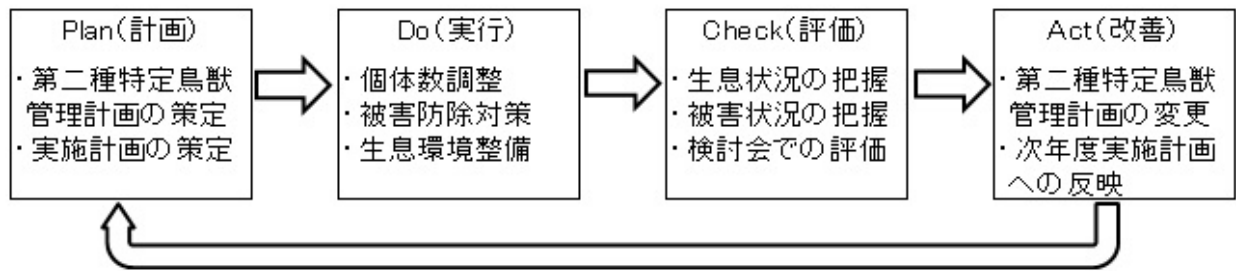 Plan(計画)
・第二種特定鳥獣
管理計画の策定
・実施計画の策定
Do(実行)
・個体数調整
・被害防除対策
・生息環境整備
Check(評価)
・生息状況の把握
・被害状況の把握
・検討会での評価
Act(改善)
・第二種特定鳥獣
管理計画の変更
・次年度実施計画
への反映